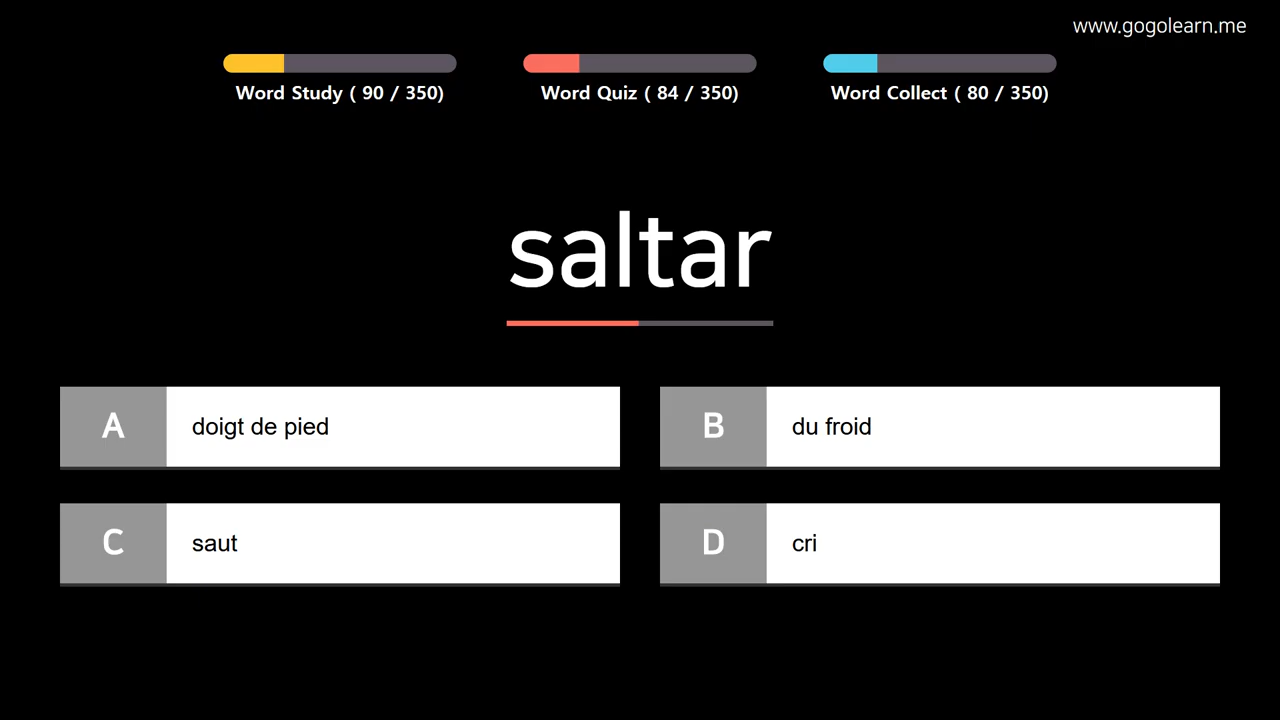 www.gogolearn.me
Word Study ( 90 / 350)
Word Quiz ( 84 / 350)
Word Collect ( 80 / 350)
saltar
A
doigt de pied
B
du froid
C
saut
D
cri